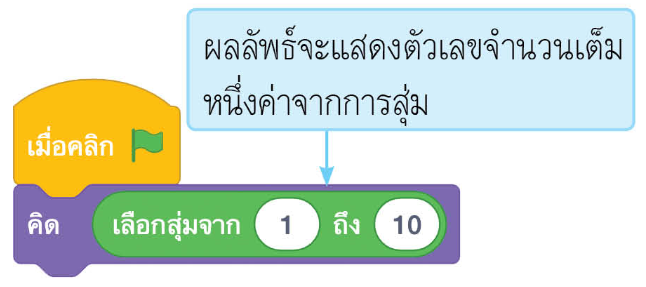 ผลลัพธ์จะแสดงตัวเลขจำนวนเต็ม
หนึ่งค่าจากการสุ่ม
เมื่อคลิก
คิด เลือกสุ่มจาก 1 ถึง 10